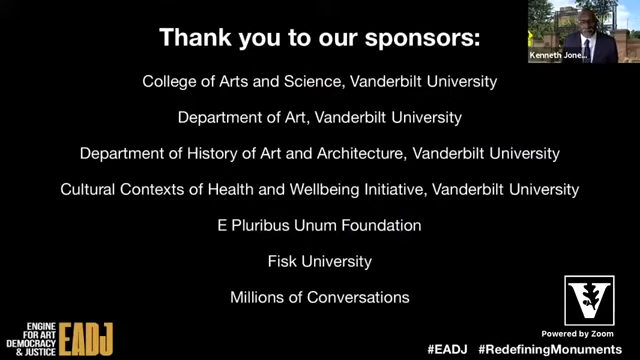 Thank you to our sponsors:
Kenneth Jone...
College of Arts and Science, Vanderbilt University
Department of Art, Vanderbilt University
Department of History of Art and Architecture, Vanderbilt University
Cultural Contexts of Health and Wellbeing Initiative, Vanderbilt University
E Pluribus Unum Foundation
Fisk University
Millions of Conversations
ENGINE
FOR ART
DEMOCRACY
& JUSTICE
EADJ
V
Powered by Zoom
#EADJ #RedefiningMonuments